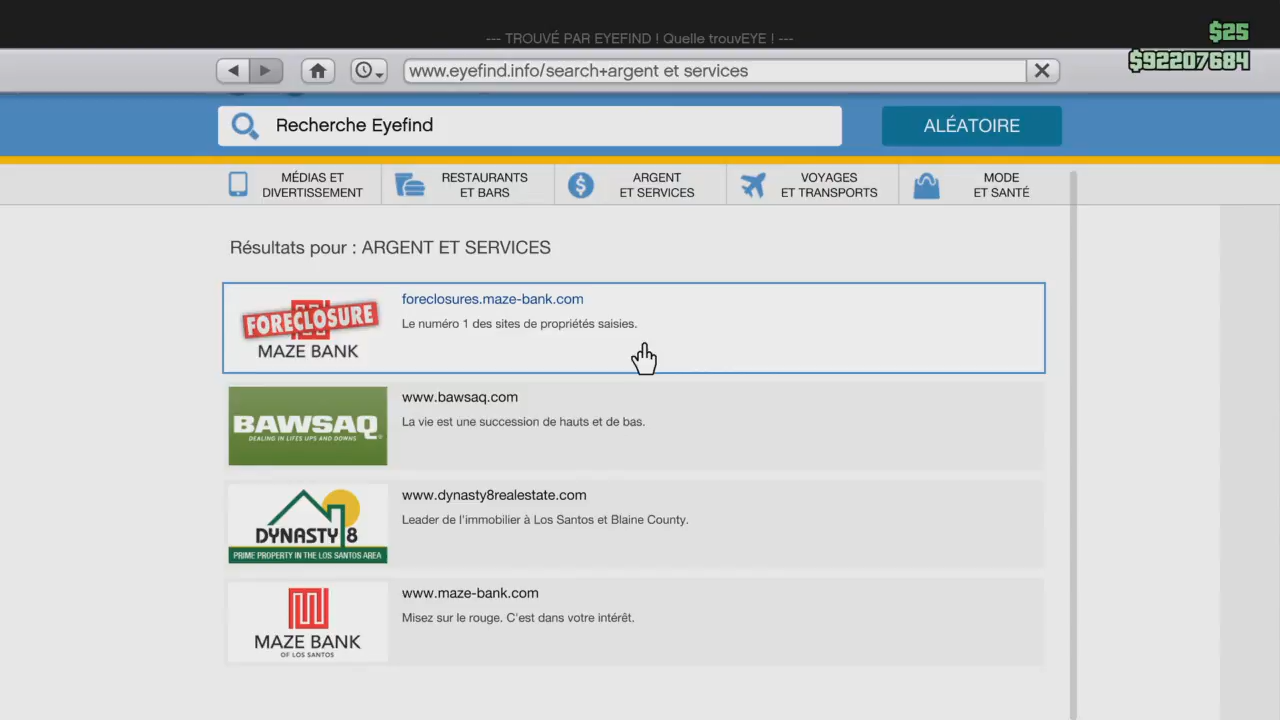 --- TROUVÉ PAR EYEFIND ! Quelle trouvEYE ! ---
$25
$92207684
www.eyefind.info/search+argent et services
Recherche Eyefind
ALÉATOIRE
MÉDIAS ET
DIVERTISSEMENT
RESTAURANTS
ET BARS
ARGENT
ET SERVICES
VOYAGES
ET TRANSPORTS
MODE
ET SANTÉ
Résultats pour : ARGENT ET SERVICES
FORECLOSURE
MAZE BANK
foreclosures.maze-bank.com
Le numéro 1 des sites de propriétés saisies.
BAWSAQ
DEALING IN LIFES UPS AND DOWNS
www.bawsaq.com
La vie est une succession de hauts et de bas.
DYNASTY 8
PRIME PROPERTY IN THE LOS SANTOS AREA
www.dynasty8realestate.com
Leader de l'immobilier à Los Santos et Blaine County.
MAZE BANK
OF LOS SANTOS
www.maze-bank.com
Misez sur le rouge. C'est dans votre intérêt.